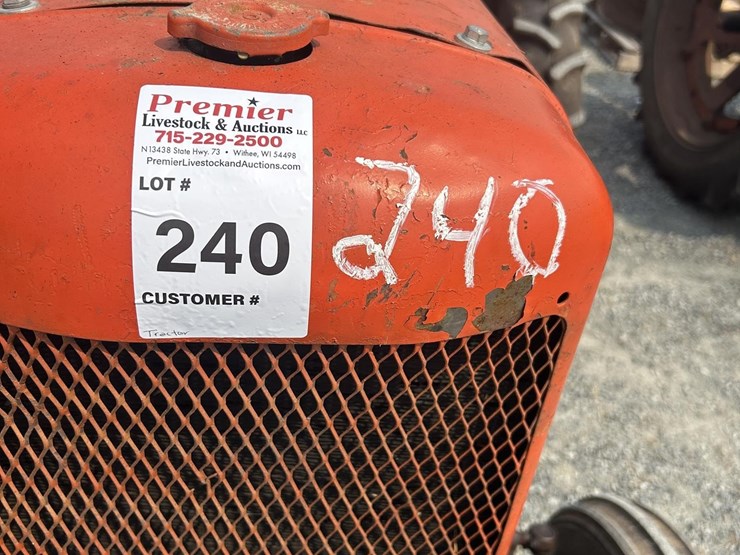 Premier
Livestock & Auctions LLC
715-229-2500
N13438 State Hwy. 73 • Withee, WI 54498
PremierLivestockandAuctions.com
LOT #
240
CUSTOMER #
Tractor
240